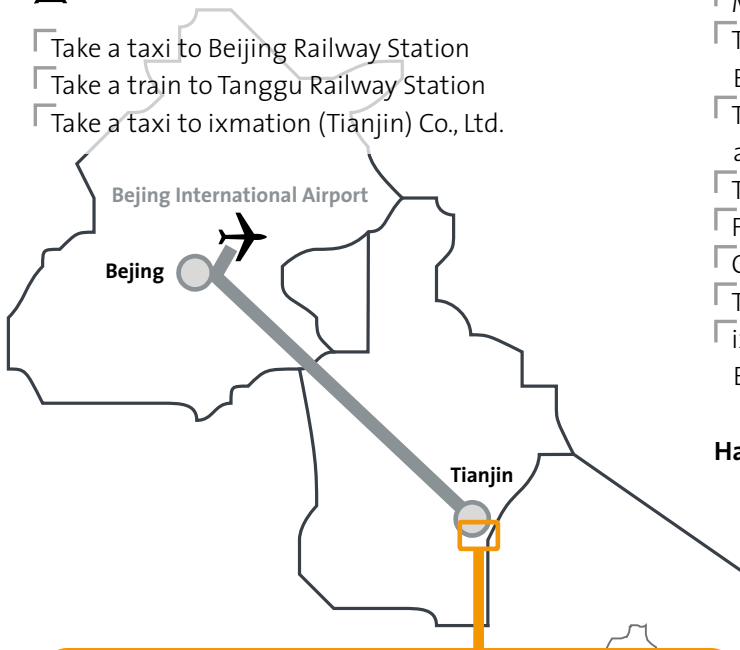 Take a taxi to Beijing Railway Station
Take a train to Tanggu Railway Station
Take a taxi to ixmation (Tianjin) Co., Ltd.
Bejing International Airport
Bejing
Tianjin